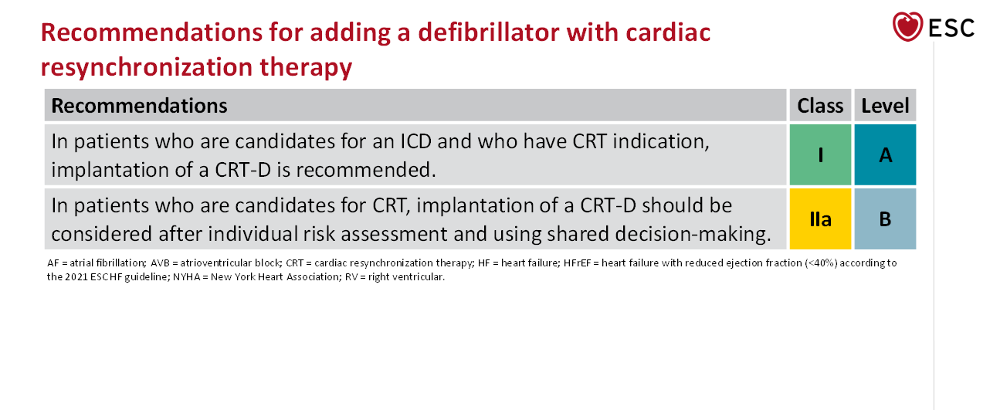 Recommendations for adding a defibrillator with cardiac
resynchronization therapy
ESC
Recommendations Class Level
In patients who are candidates for an ICD and who have CRT indication,
implantation of a CRT-D is recommended.
I A
In patients who are candidates for CRT, implantation of a CRT-D should be
considered after individual risk assessment and using shared decision-making.
IIa B
AF = atrial fibrillation; AVB = atrioventricular block; CRT = cardiac resynchronization therapy; HF = heart failure; HFrEF = heart failure with reduced ejection fraction (<40%) according to
the 2021 ESC HF guideline; NYHA = New York Heart Association; RV = right ventricular.